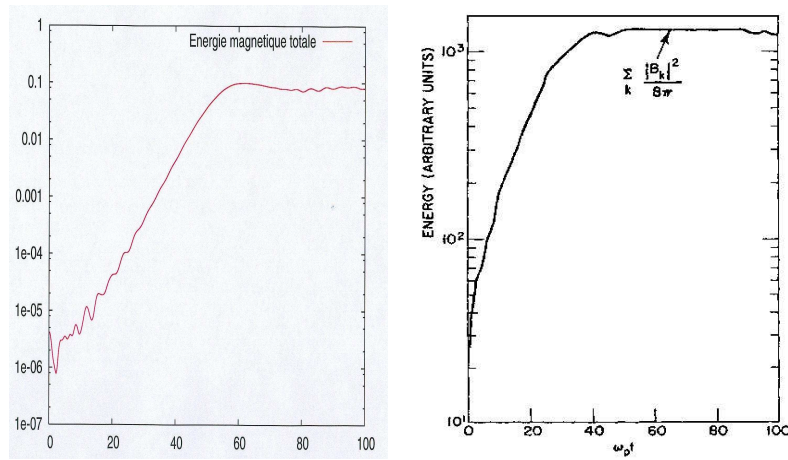 1
0.1
0.01
0.001
1e-04
1e-05
1e-06
1e-07
Energie magnetique totale
0 20 40 60 80 100
ENERGY (ARBITRARY UNITS)
10³
10²
10¹
Σ |B_k|²
k 8π
0 20 40 60 80 100
ω_p t